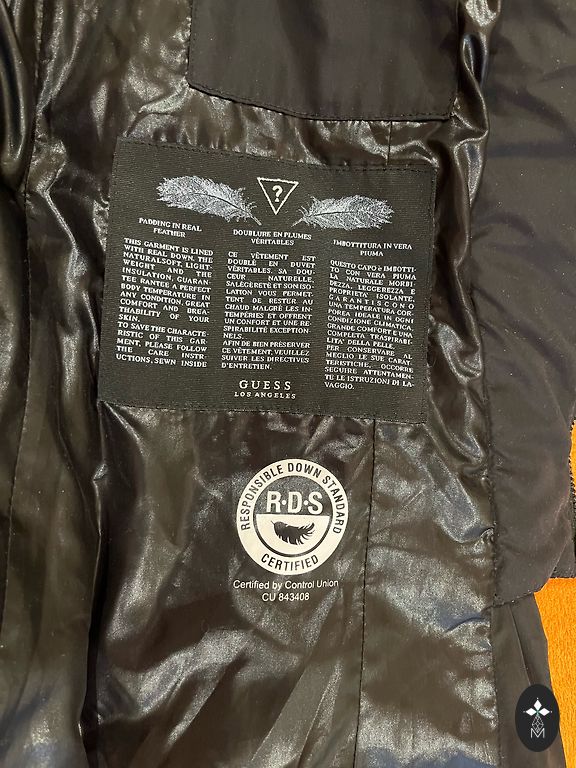 ?
PADDING IN REAL
FEATHER
THIS GARMENT IS LINED
WITH REAL DOWN. THE
NATURALSOFT, LIGHT-
WEIGHT AND THE
INSULATION, GUARAN-
TEE RANTEE A PERFECT
BODY TEMPERATURE IN
ANY CONDITION, GREAT
COMFORT AND BREA-
THABILITY OF YOUR
SKIN.
TO SAVE THE CHARACTE-
RISTIC OF THIS GAR-
MENT, PLEASE FOLLOW
THE CARE INSTR-
UCTIONS, SEWN INSIDE
DOUBLURE EN PLUMES
VÉRITABLES
CE VÊTEMENT EST
DOUBLÉ EN DUVET
VÉRITABLES. SA DOU-
CEUR NATURELLE,
SALÉGÈRETÉ ET SON ISO-
LATION VOUS PERMET-
TENT DE RESTER AU
CHAUD MALGRÉ LES IN-
TEMPÉRIES ET OFFRENT
UN CONFORT ET UNE RE-
SPIRABILITÉ EXCEPTION-
NELS.
AFIN DE BIEN PRÉSERVER
CE VÊTEMENT, VEUILLEZ
SUIVER LES DIRECTIVES
D'ENTRETIEN.
IMBOTTITURA IN VERA
PIUMA
QUESTO CAPO è IMBOTTI-
TO CON VERA PIUMA
LA NATURALE MORBI-
DEZZA, LEGGEREZZA E
PROPRIETA ISOLANTE,
GARANTISCONO
UNA TEMPERATURA COR-
POREA IDEALE IN OGNI
CONDIZIONE CLIMATICA,
GRANDE COMFORT E UNA
COMPLETA TRASPIRABI-
LITA' DELLA PELLE.
PER CONSERVARE AL
MEGLIO LE SUE CARAT-
TERISTICHE, OCCORRE
SEGUIRE ATTENTAMEN-
TE LE ISTRUZIONI DI LA-
VAGGIO.
GUESS
LOS ANGELES
RESPONSIBLE DOWN STANDARD
R·D·S
CERTIFIED
Certified by Control Union
CU 843408
M